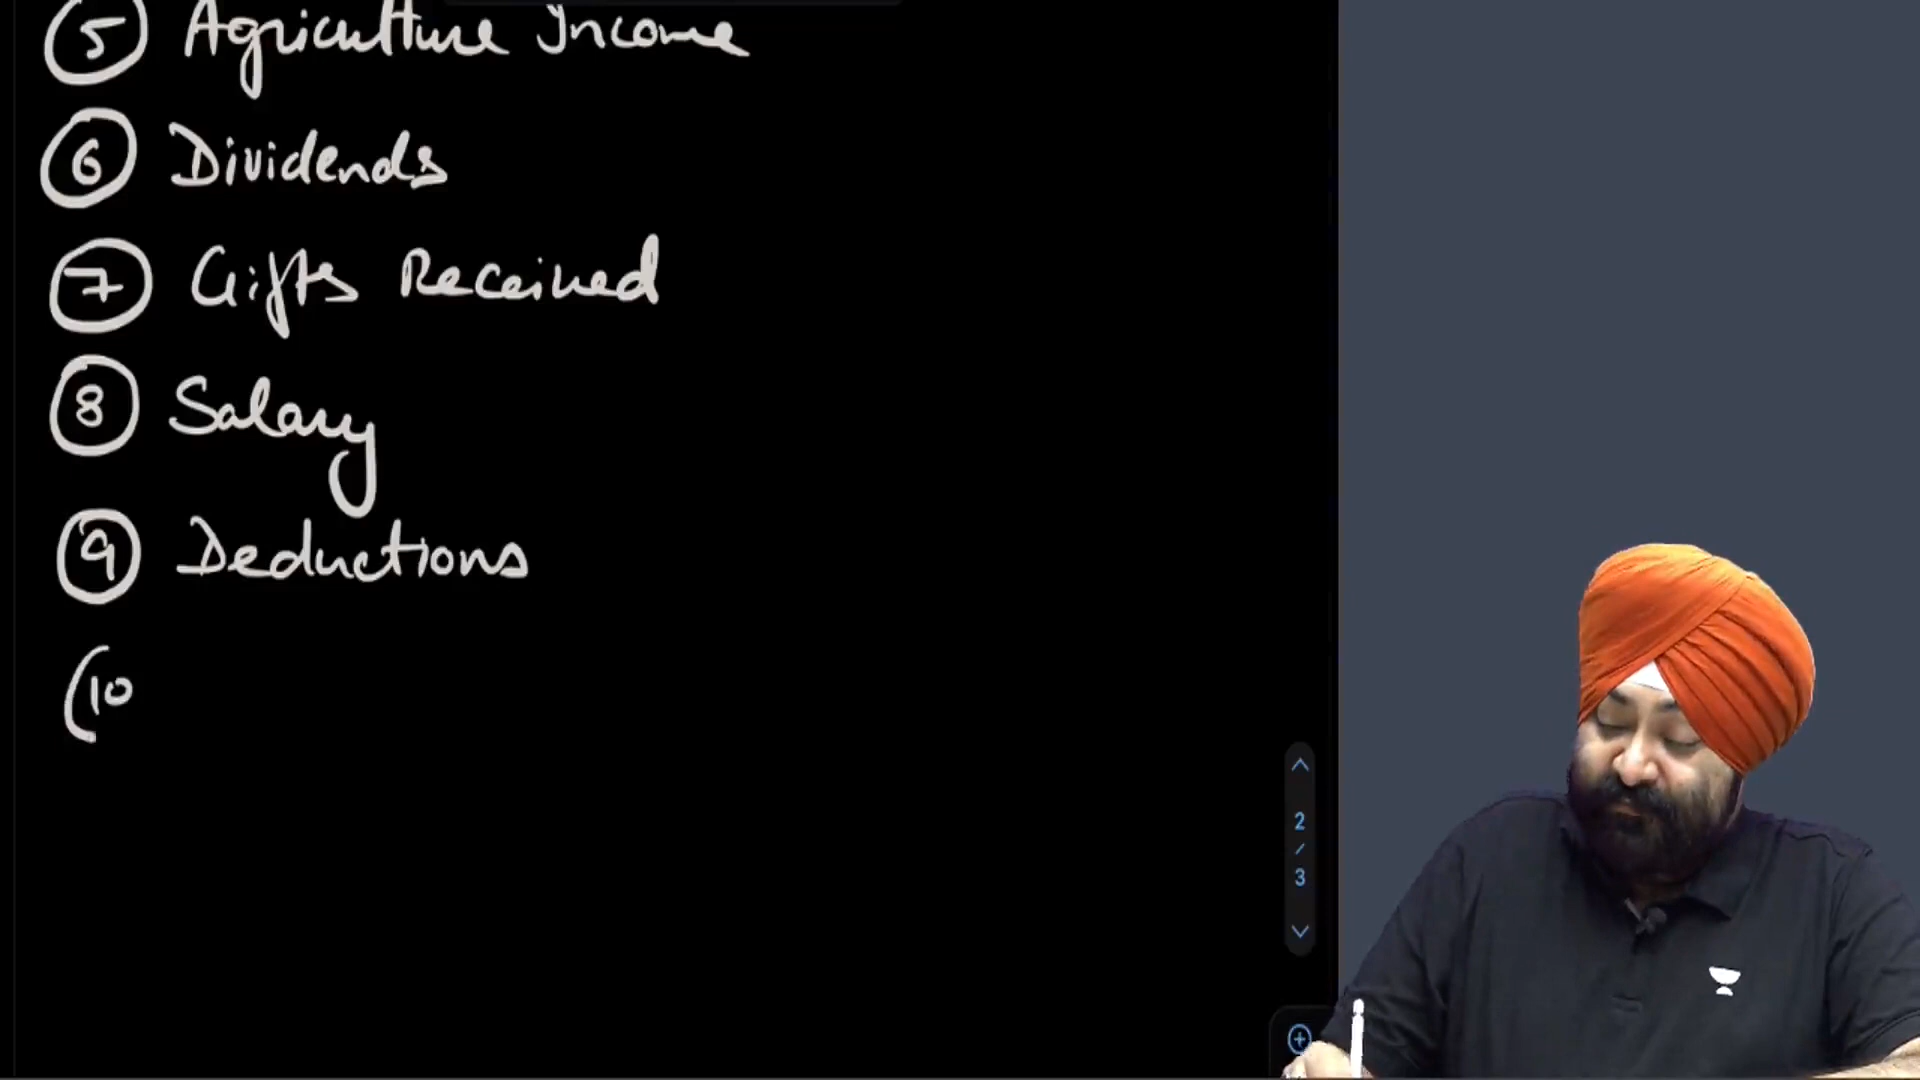 5 Agriculture Income
6 Dividends
7 Gifts Received
8 Salary
9 Deductions
(10
2
/
3